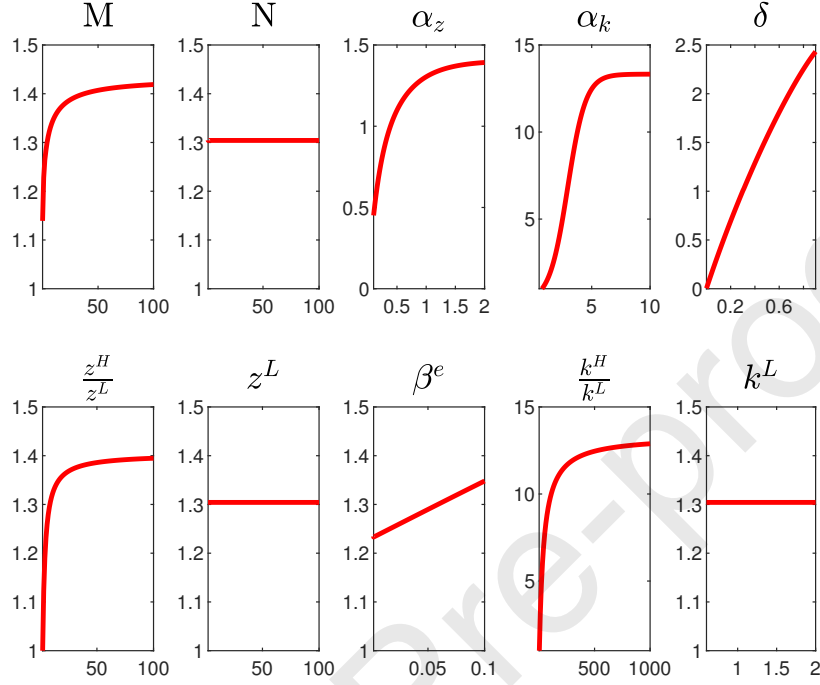 M N α_z α_k δ
1.5 1.5 1.5 15 2.5
1.4 1.4 2
1.3 1.3 1 10 1.5
1.2 1.2 0.5 5 1
1.1 1.1 0.5
1 1 0 0
50 100 50 100 0.5 1 1.5 2 5 10 0.2 0.6
z^H/z^L z^L β^e k^H/k^L k^L
1.5 1.5 1.5 15 1.5
1.4 1.4 1.4 1.4
1.3 1.3 1.3 10 1.3
1.2 1.2 1.2 1.2
1.1 1.1 1.1 5 1.1
1 1 1 1
50 100 50 100 0.05 0.1 500 1000 1 1.5 2
Pre-proo